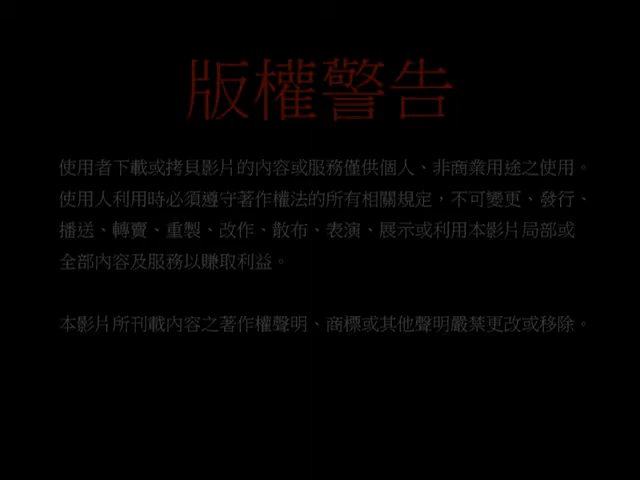 版權警告
使用者下載或拷貝影片的內容或服務僅供個人、非商業用途之使用。
使用人利用時必須遵守著作權法的所有相關規定，不可變更、發行、
播送、轉賣、重製、改作、散布、表演、展示或利用本影片局部或
全部內容及服務以賺取利益。
本影片所刊載內容之著作權聲明、商標或其他聲明嚴禁更改或移除。